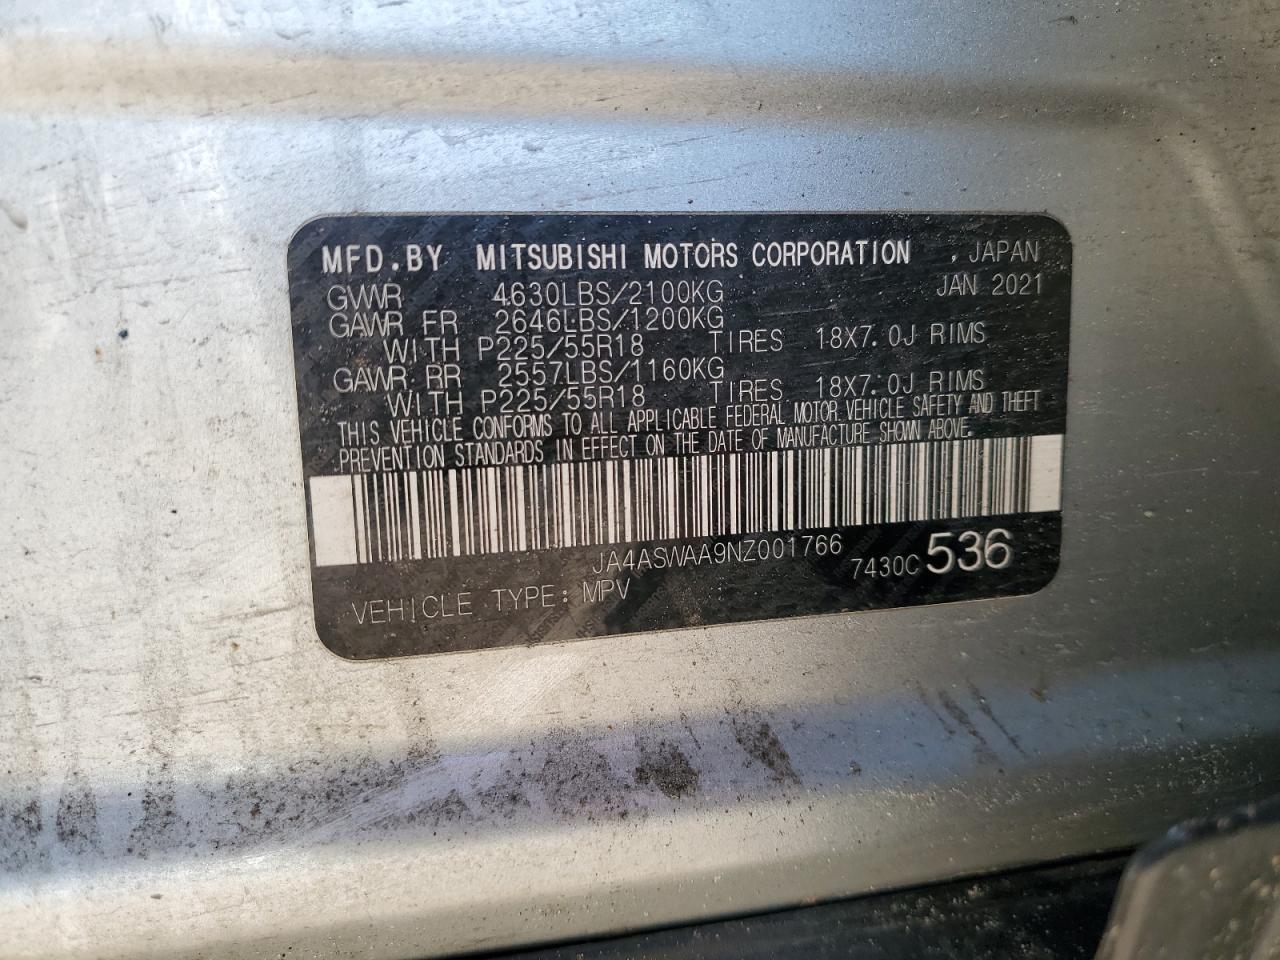 MFD.BY MITSUBISHI MOTORS CORPORATION , JAPAN
GVWR 4630LBS/2100KG JAN 2021
GAWR FR 2646LBS/1200KG
WITH P225/55R18 TIRES 18X7.0J RIMS
GAWR RR 2557LBS/1160KG
WITH P225/55R18 TIRES 18X7.0J RIMS
THIS VEHICLE CONFORMS TO ALL APPLICABLE FEDERAL MOTOR VEHICLE SAFETY AND THEFT
PREVENTION STANDARDS IN EFFECT ON THE DATE OF MANUFACTURE SHOWN ABOVE.
JA4ASWAA9NZ001766 7430C 536
VEHICLE TYPE: MPV